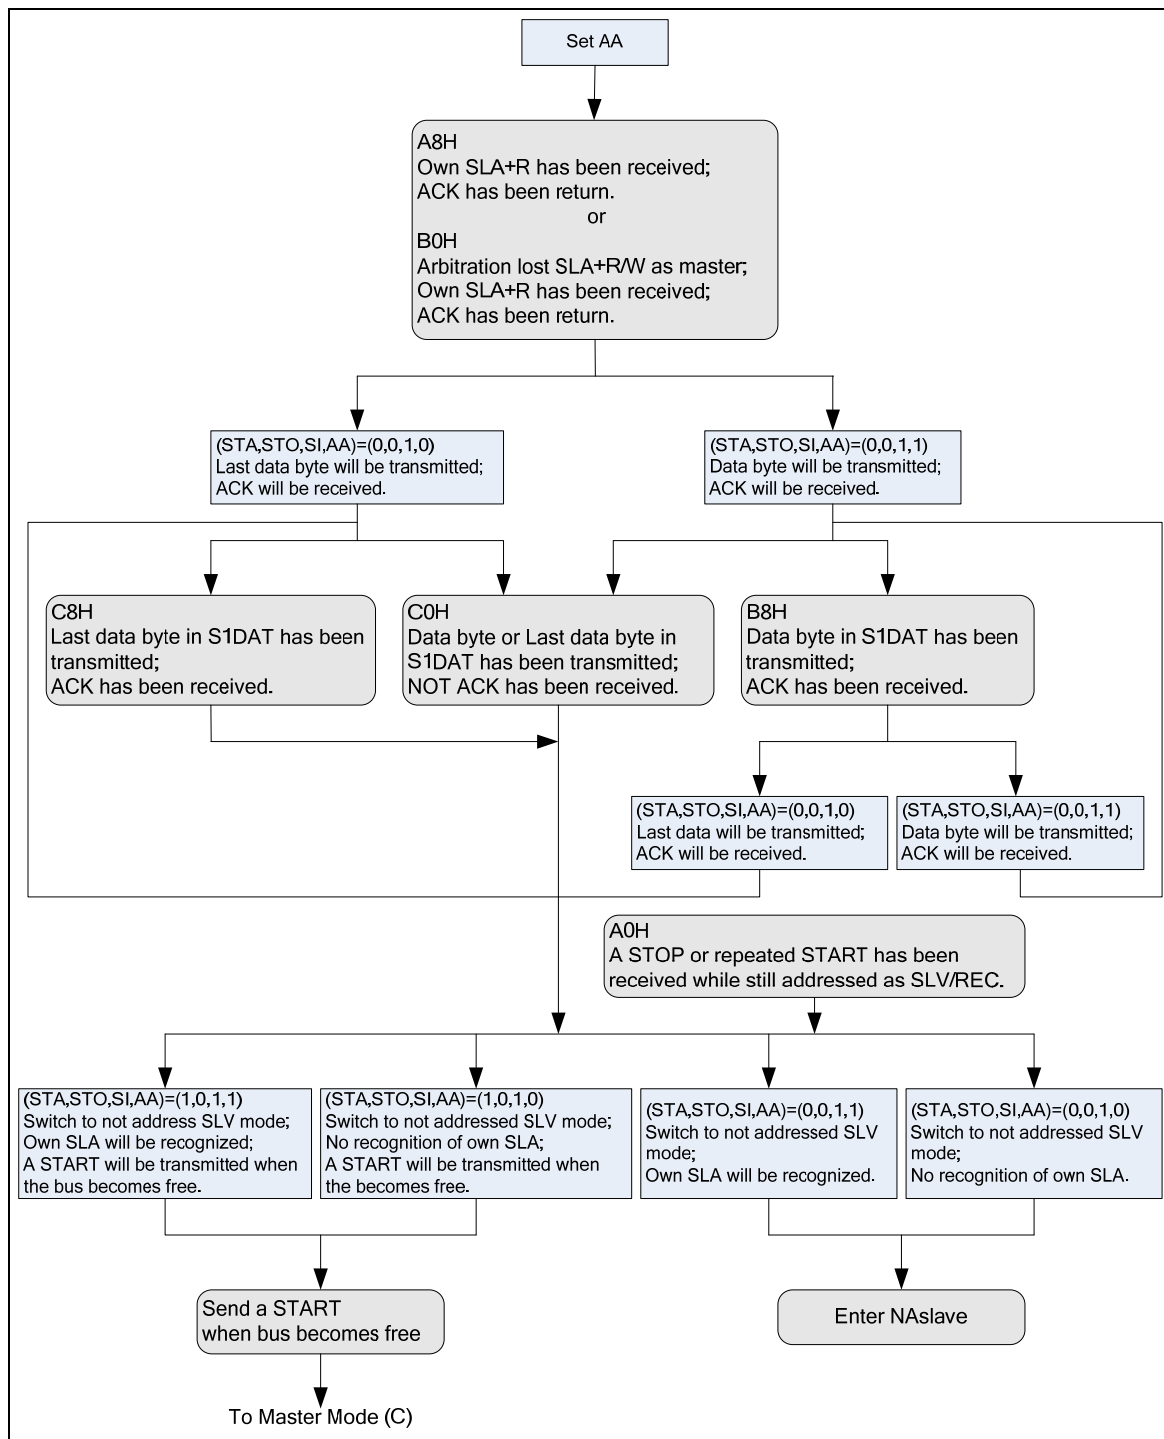 Set AA
A8H
Own SLA+R has been received;
ACK has been return.
or
B0H
Arbitration lost SLA+R/W as master;
Own SLA+R has been received;
ACK has been return.
(STA,STO,SI,AA)=(0,0,1,0)
Last data byte will be transmitted;
ACK will be received.
(STA,STO,SI,AA)=(0,0,1,1)
Data byte will be transmitted;
ACK will be received.
C8H
Last data byte in S1DAT has been
transmitted;
ACK has been received.
C0H
Data byte or Last data byte in
S1DAT has been transmitted;
NOT ACK has been received.
B8H
Data byte in S1DAT has been
transmitted;
ACK has been received.
(STA,STO,SI,AA)=(0,0,1,0)
Last data will be transmitted;
ACK will be received.
(STA,STO,SI,AA)=(0,0,1,1)
Data byte will be transmitted;
ACK will be received.
A0H
A STOP or repeated START has been
received while still addressed as SLV/REC.
(STA,STO,SI,AA)=(1,0,1,1)
Switch to not address SLV mode;
Own SLA will be recognized;
A START will be transmitted when
the bus becomes free.
(STA,STO,SI,AA)=(1,0,1,0)
Switch to not addressed SLV mode;
No recognition of own SLA;
A START will be transmitted when
the becomes free.
(STA,STO,SI,AA)=(0,0,1,1)
Switch to not addressed SLV
mode;
Own SLA will be recognized.
(STA,STO,SI,AA)=(0,0,1,0)
Switch to not addressed SLV
mode;
No recognition of own SLA.
Send a START
when bus becomes free
Enter NAslave
To Master Mode (C)